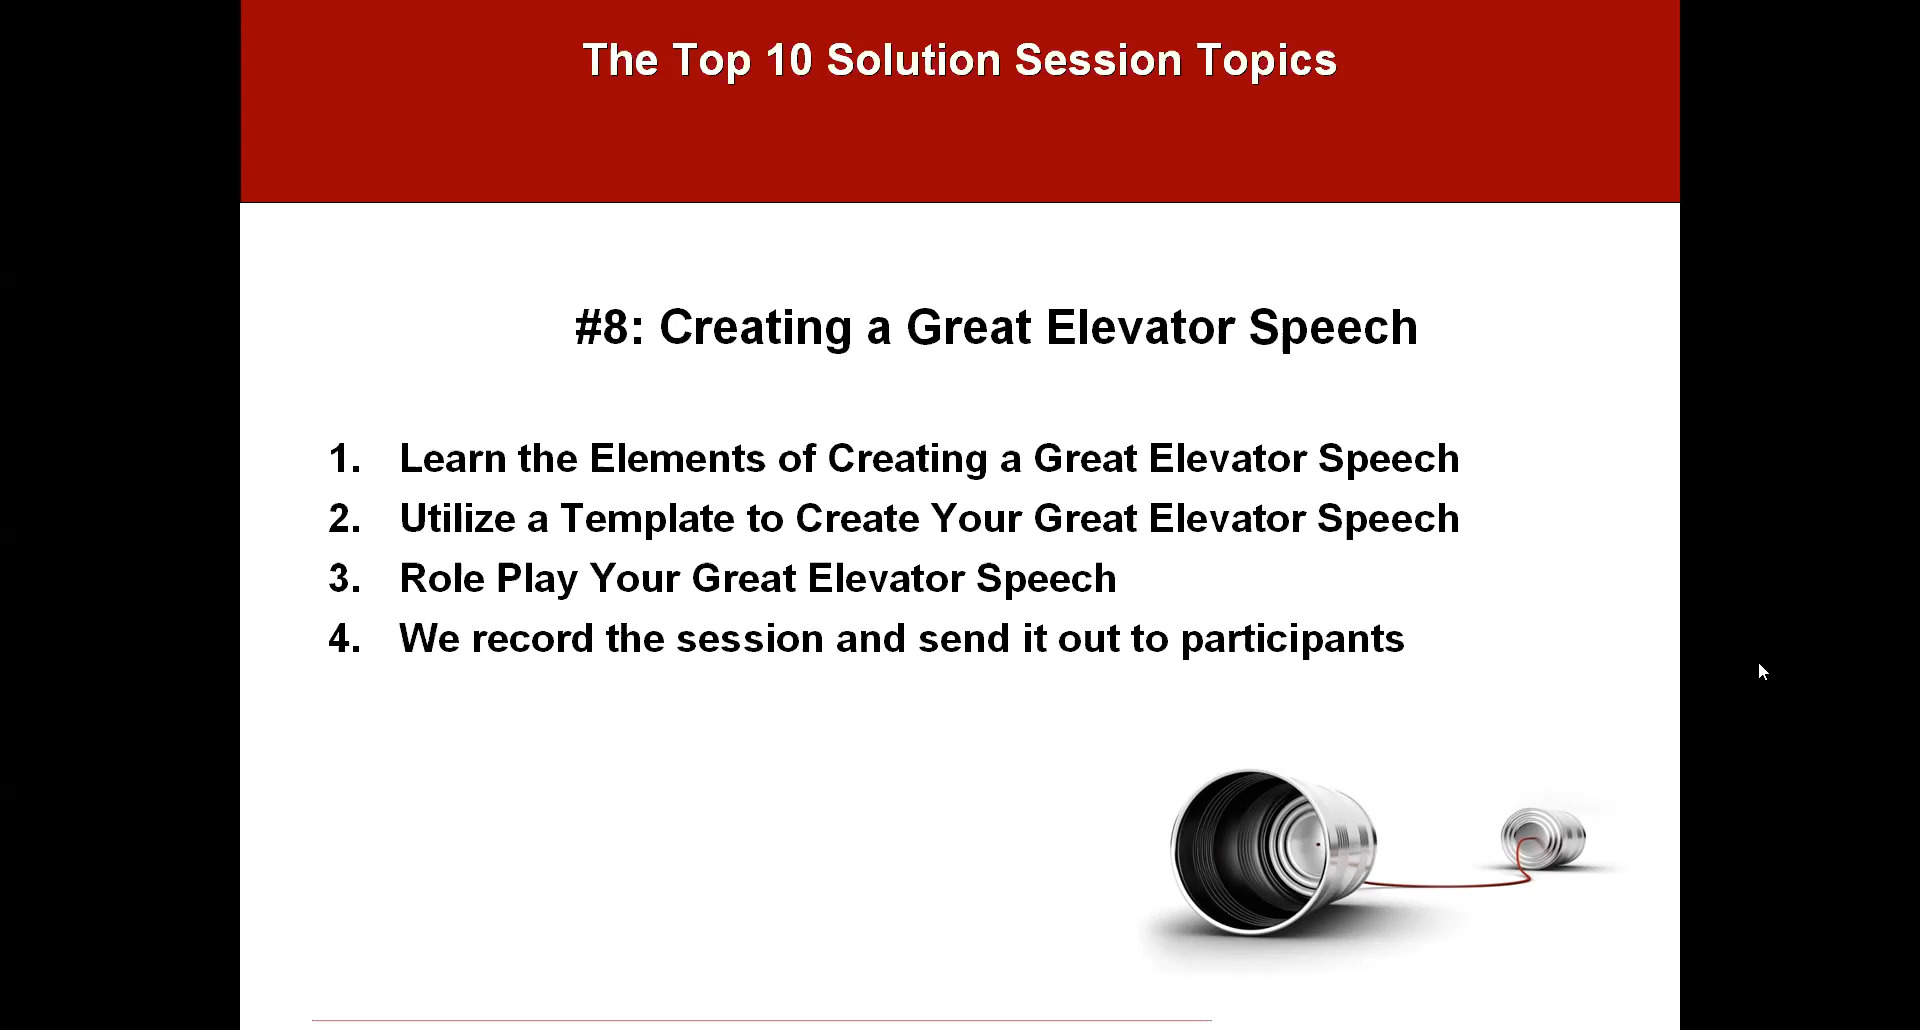 The Top 10 Solution Session Topics
#8: Creating a Great Elevator Speech
1. Learn the Elements of Creating a Great Elevator Speech
2. Utilize a Template to Create Your Great Elevator Speech
3. Role Play Your Great Elevator Speech
4. We record the session and send it out to participants